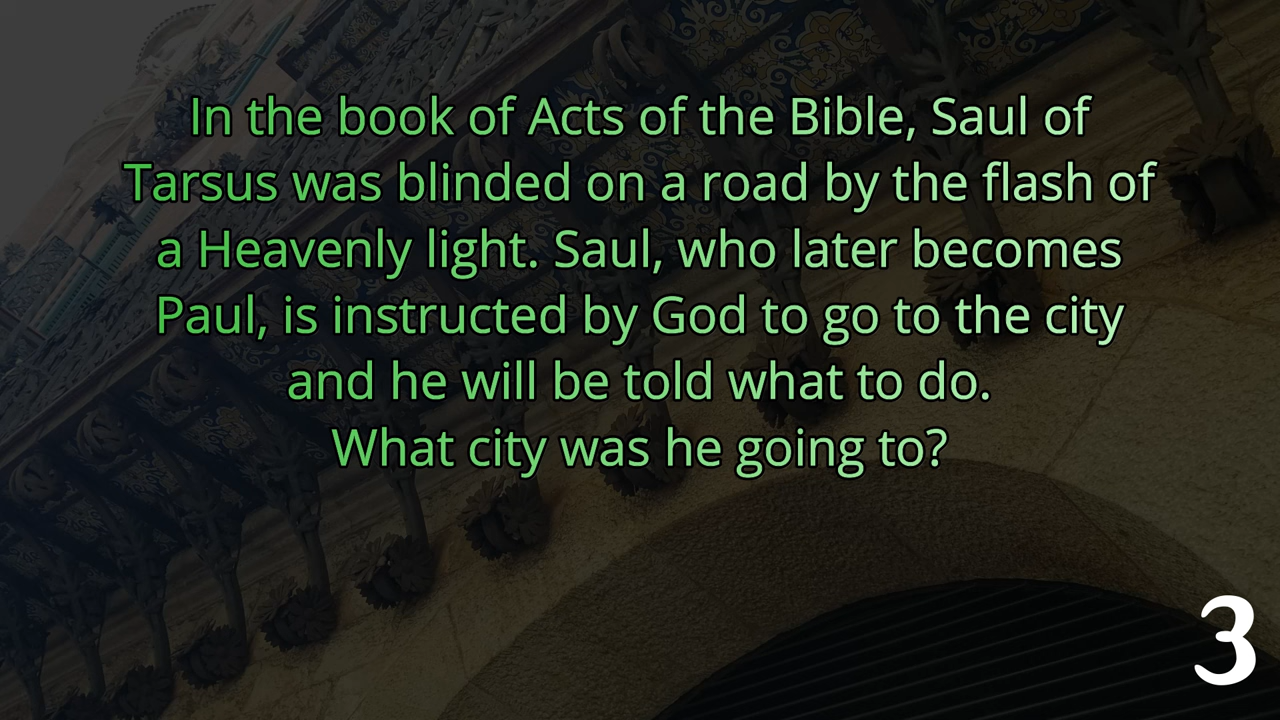 In the book of Acts of the Bible, Saul of
Tarsus was blinded on a road by the flash of
a Heavenly light. Saul, who later becomes
Paul, is instructed by God to go to the city
and he will be told what to do.
What city was he going to?
3